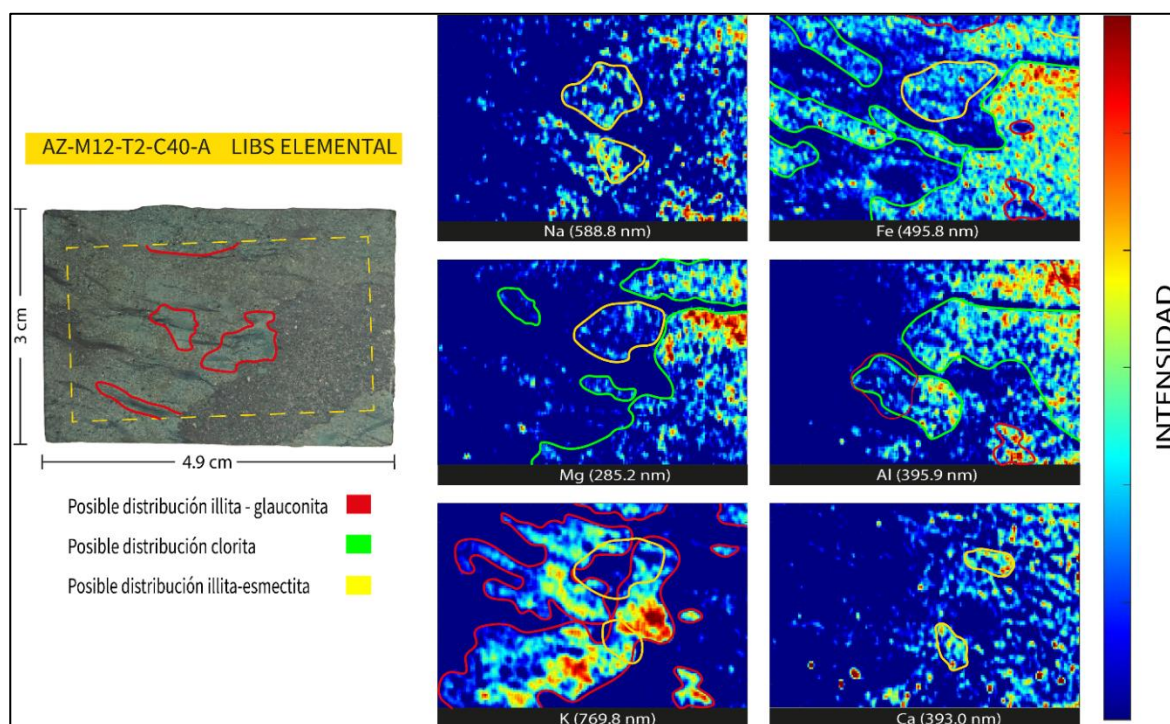 AZ-M12-T2-C40-A LIBS ELEMENTAL
3 cm
4.9 cm
Posible distribución illita - glauconita
Posible distribución clorita
Posible distribución illita-esmectita
Na (588.8 nm)
Fe (495.8 nm)
Mg (285.2 nm)
Al (395.9 nm)
K (769.8 nm)
Ca (393.0 nm)
INTENSIDAD